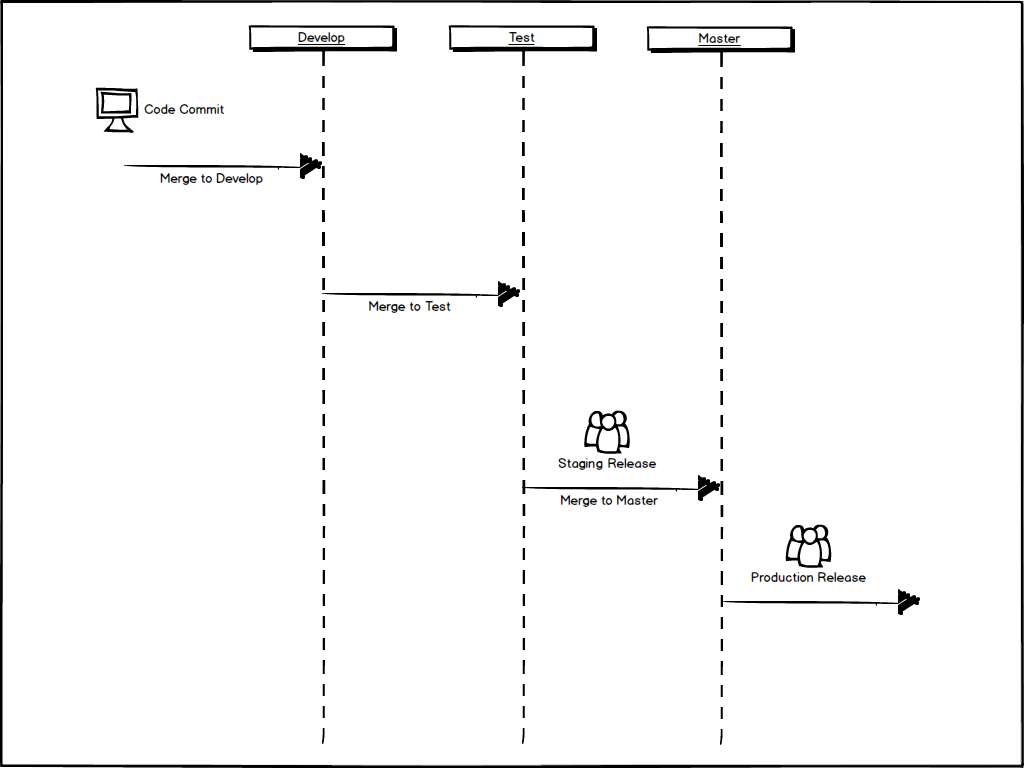 Develop
Test
Master
Code Commit
Merge to Develop
Merge to Test
Staging Release
Merge to Master
Production Release